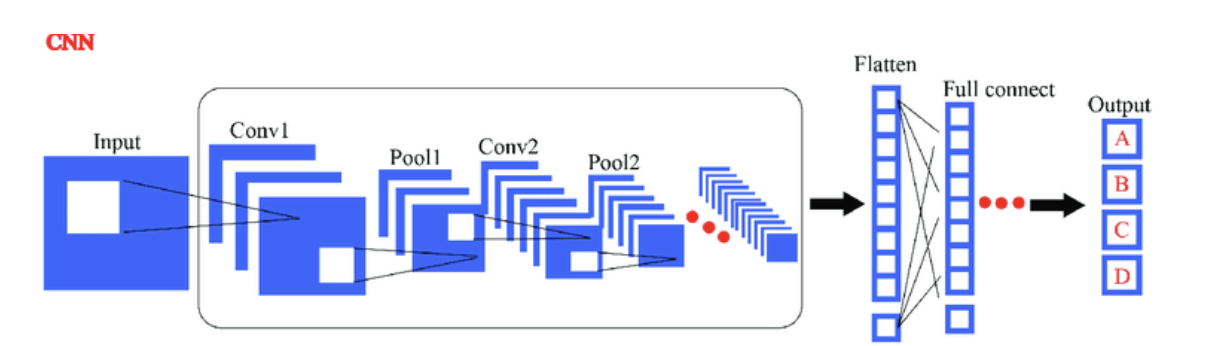 CNN
Input
Conv1
Pool1
Conv2
Pool2
Flatten
Full connect
Output
A
B
C
D